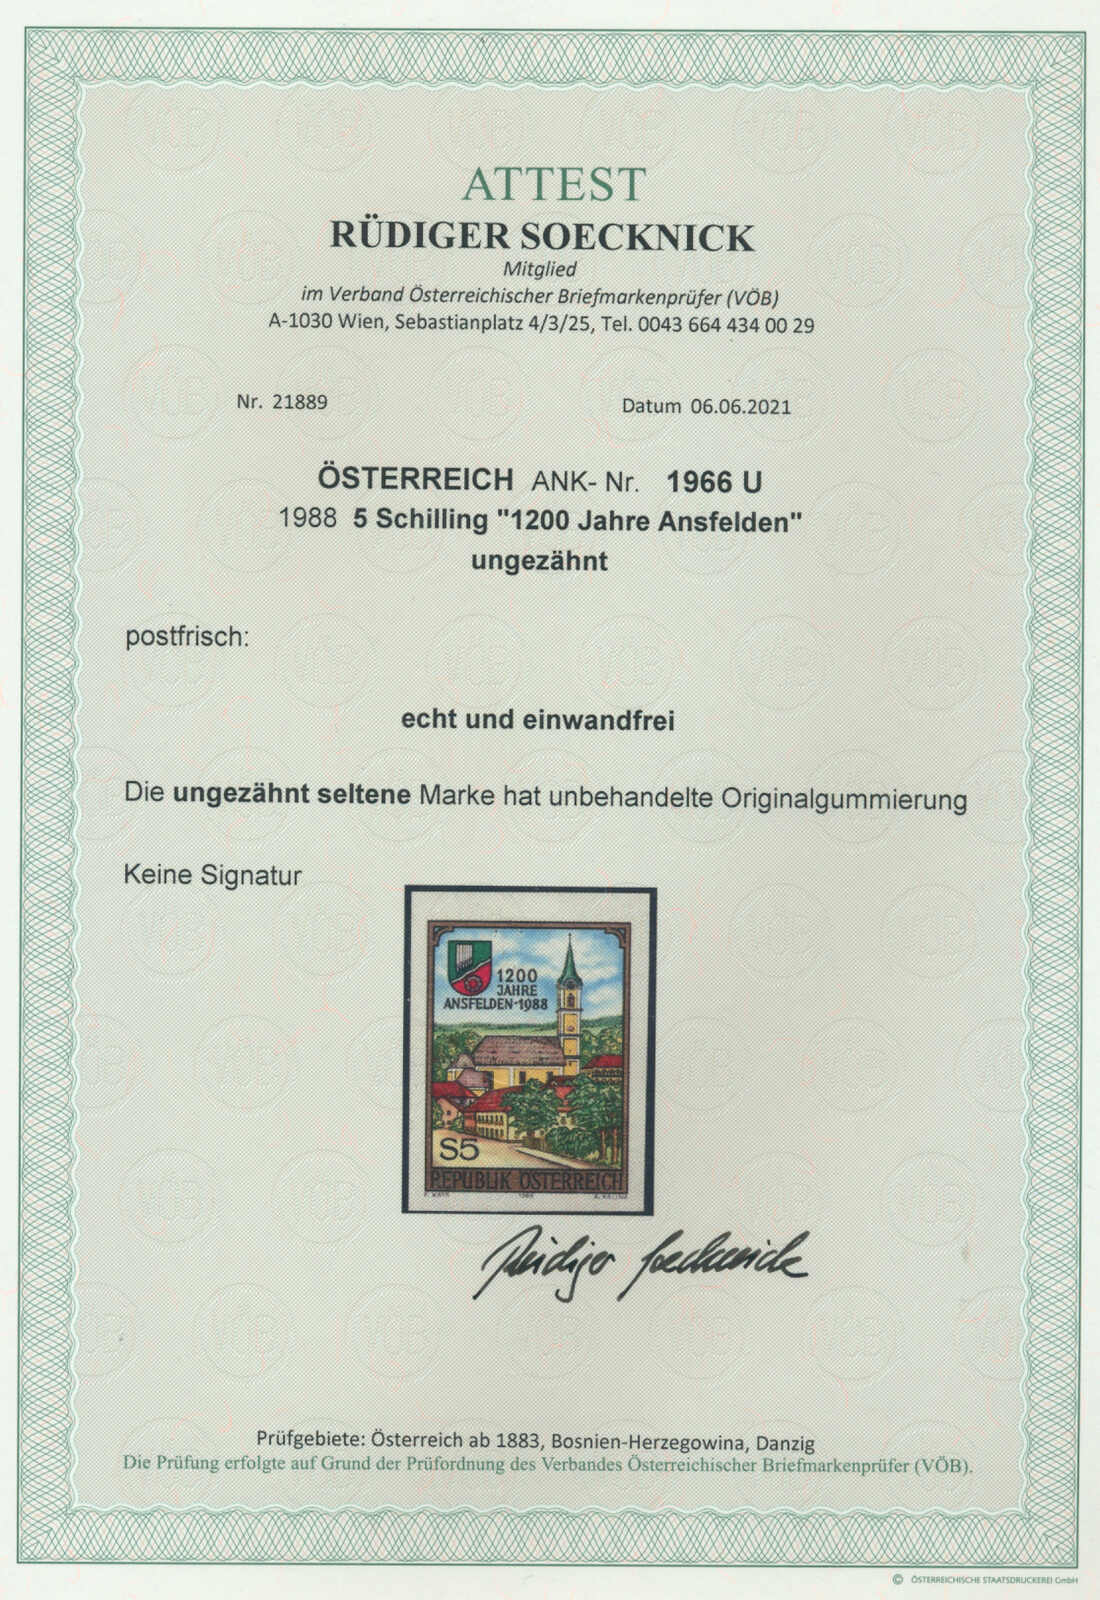 ATTEST
RÜDIGER SOECKNICK
Mitglied
im Verband Österreichischer Briefmarkenprüfer (VÖB)
A-1030 Wien, Sebastianplatz 4/3/25, Tel. 0043 664 434 00 29
Nr. 21889 Datum 06.06.2021
ÖSTERREICH ANK- Nr. 1966 U
1988 5 Schilling "1200 Jahre Ansfelden"
ungezähnt
postfrisch:
echt und einwandfrei
Die ungezähnt seltene Marke hat unbehandelte Originalgummierung
Keine Signatur
1200
JAHRE
ANSFELDEN-1988
S5
REPUBLIK ÖSTERREICH
1988
Rüdiger Soecknick
Prüfgebiete: Österreich ab 1883, Bosnien-Herzegowina, Danzig
Die Prüfung erfolgte auf Grund der Prüfordnung des Verbandes Österreichischer Briefmarkenprüfer (VÖB).
© ÖSTERREICHISCHE STAATSDRUCKEREI GmbH